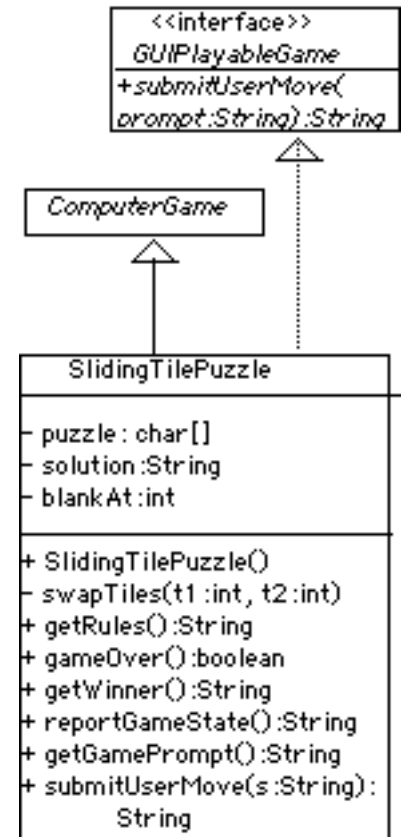 <<interface>>
GUIPlayableGame
+submitUserMove(
prompt:String):String
ComputerGame
SlidingTilePuzzle
- puzzle: char[]
- solution:String
- blankAt:int
+ SlidingTilePuzzle()
- swapTiles(t1:int, t2:int)
+ getRules():String
+ gameOver():boolean
+ getWinner():String
+ reportGameState():String
+ getGamePrompt():String
+ submitUserMove(s:String):
String